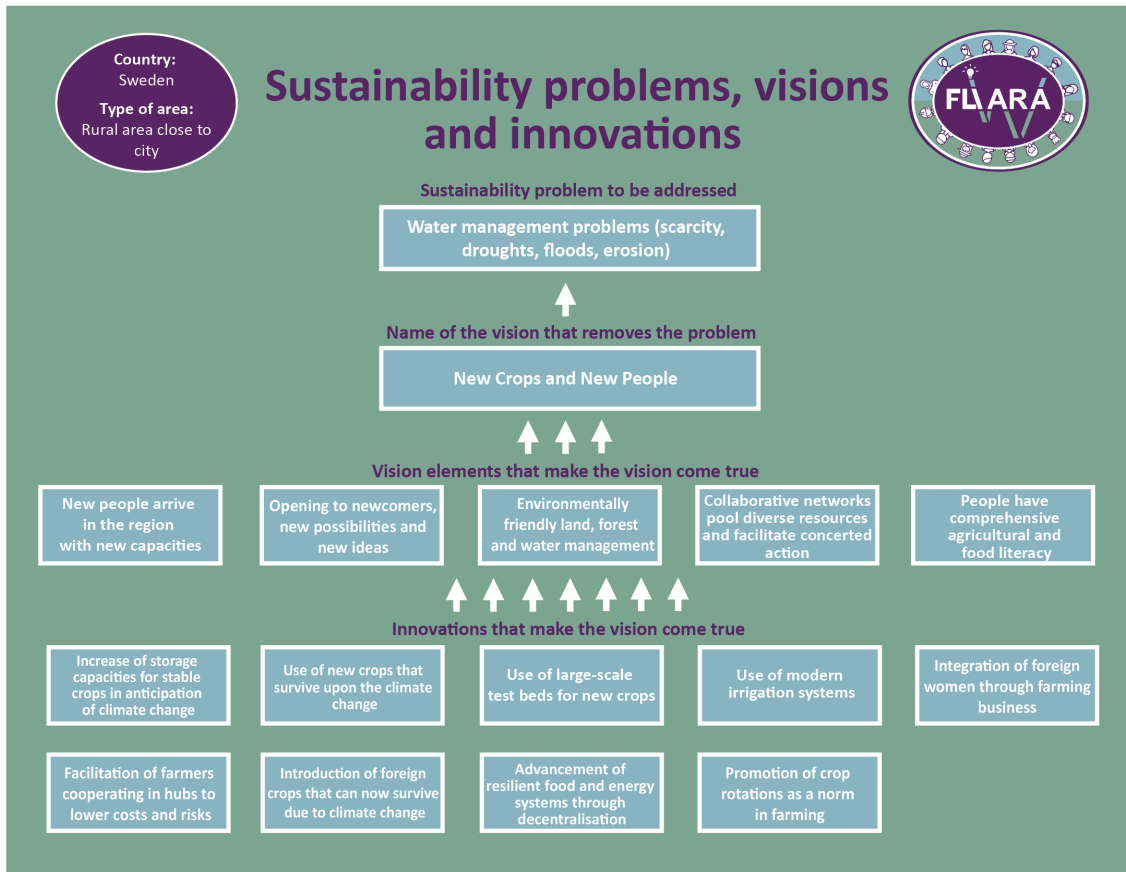 Country:
Sweden
Type of area:
Rural area close to
city
Sustainability problems, visions
and innovations
FLIARA
Sustainability problem to be addressed
Water management problems (scarcity,
droughts, floods, erosion)
Name of the vision that removes the problem
New Crops and New People
Vision elements that make the vision come true
New people arrive
in the region
with new capacities
Opening to newcomers,
new possibilities and
new ideas
Environmentally
friendly land, forest
and water management
Collaborative networks
pool diverse resources
and facilitate concerted
action
People have
comprehensive
agricultural and
food literacy
Innovations that make the vision come true
Increase of storage
capacities for stable
crops in anticipation
of climate change
Use of new crops that
survive upon the climate
change
Use of large-scale
test beds for new crops
Use of modern
irrigation systems
Integration of foreign
women through farming
business
Facilitation of farmers
cooperating in hubs to
lower costs and risks
Introduction of foreign
crops that can now survive
due to climate change
Advancement of
resilient food and energy
systems through
decentralisation
Promotion of crop
rotations as a norm
in farming